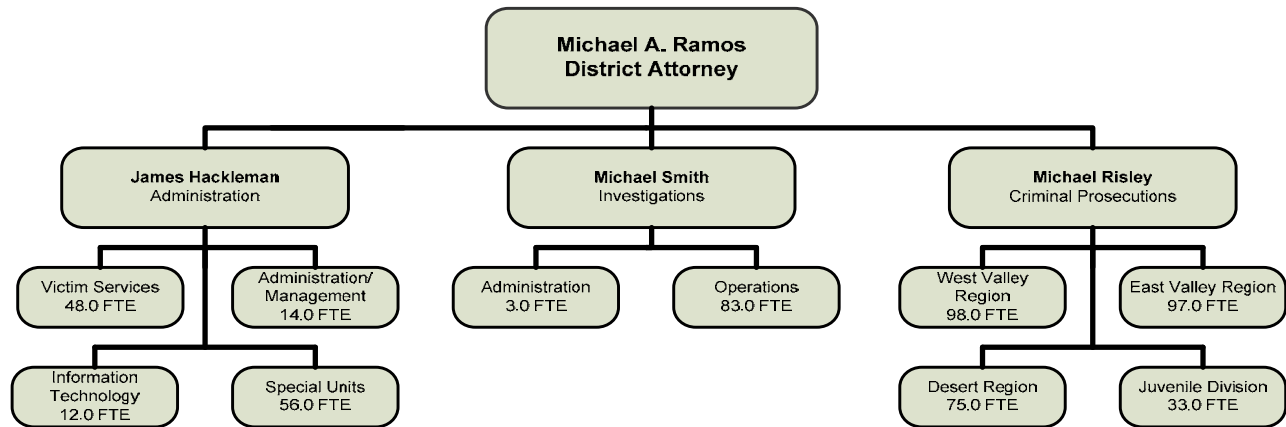 Michael A. Ramos
District Attorney
James Hackleman
Administration
Michael Smith
Investigations
Michael Risley
Criminal Prosecutions
Victim Services
48.0 FTE
Administration/
Management
14.0 FTE
Administration
3.0 FTE
Operations
83.0 FTE
West Valley
Region
98.0 FTE
East Valley Region
97.0 FTE
Information
Technology
12.0 FTE
Special Units
56.0 FTE
Desert Region
75.0 FTE
Juvenile Division
33.0 FTE